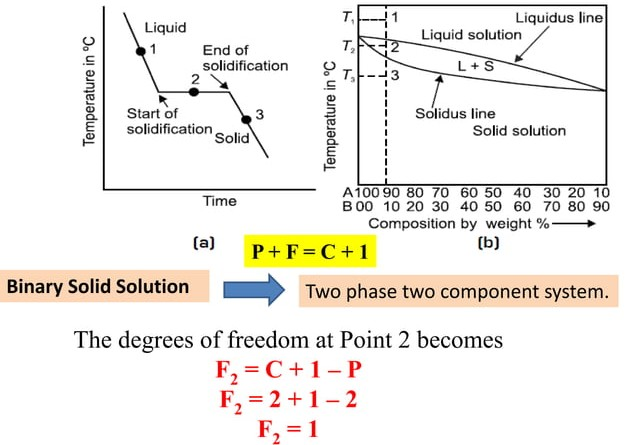 Temperature in ºC
Liquid
1
End of
solidification
2
Start of
solidification
3
Solid
Time
(a)
Temperature in ºC
T₁
1
Liquidus line
Liquid solution
T₂
2
L + S
T₃
3
Solidus line
Solid solution
A 100 90 80 70 60 50 40 30 20 10
B 00 10 20 30 40 50 60 70 80 90
Composition by weight %
(b)
P + F = C + 1
Binary Solid Solution
Two phase two component system.
The degrees of freedom at Point 2 becomes
F₂ = C + 1 – P
F₂ = 2 + 1 – 2
F₂ = 1